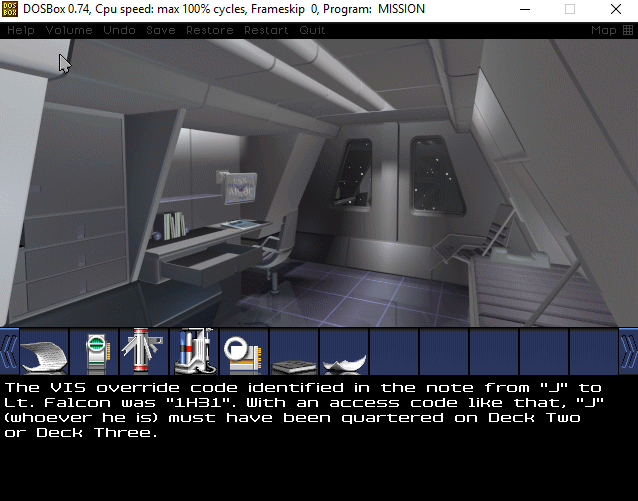 DOSBox 0.74, Cpu speed: max 100% cycles, Frameskip 0, Program: MISSION
DOS
BOX
Help Volume Undo Save Restore Restart Quit Map
The VIS override code identified in the note from "J" to
Lt. Falcon was "1H31". With an access code like that, "J"
(whoever he is) must have been quartered on Deck Two
or Deck Three.